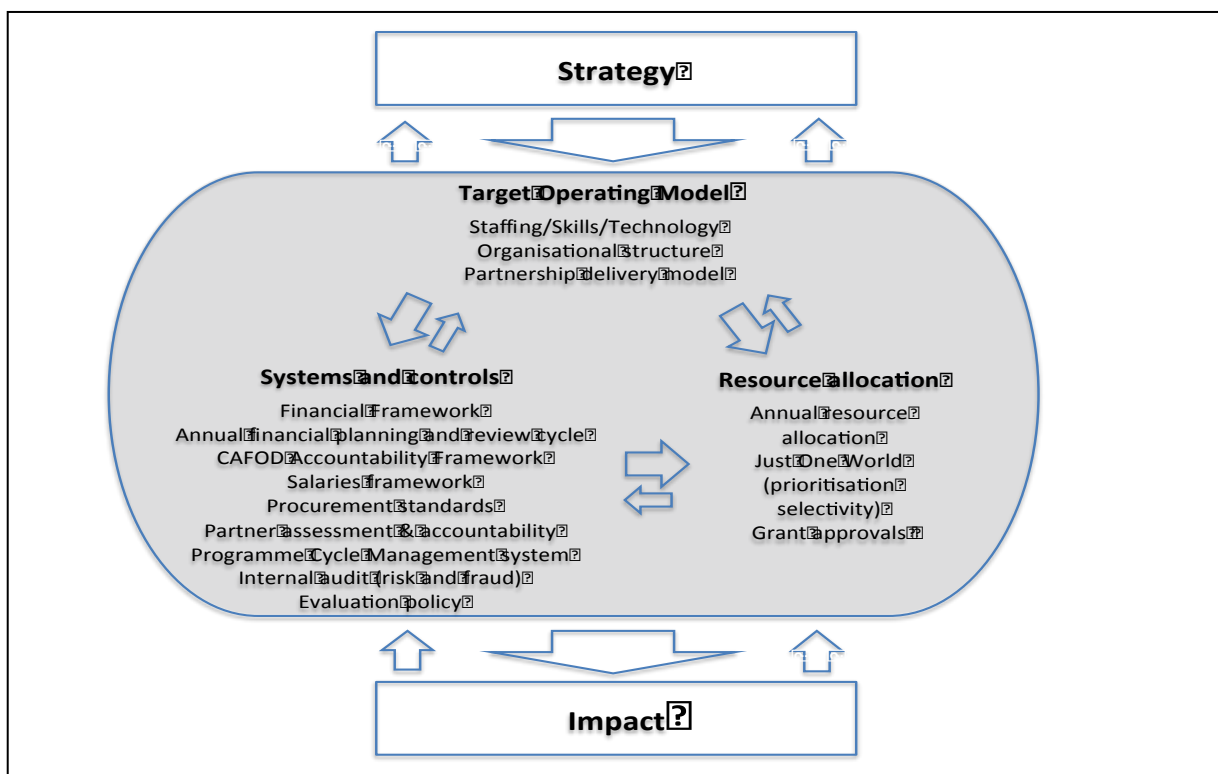 Strategy
Target Operating Model
Staffing/Skills/Technology
Organisational structure
Partnership delivery model
Systems and controls
Financial Framework
Annual financial planning and review cycle
CAFOD Accountability Framework
Salaries framework
Procurement standards
Partner assessment & accountability
Programme Cycle Management system
Internal audit (risk and fraud)
Evaluation policy
Resource allocation
Annual resource
allocation
Just One World
(prioritisation
selectivity)
Grant approvals
Impact